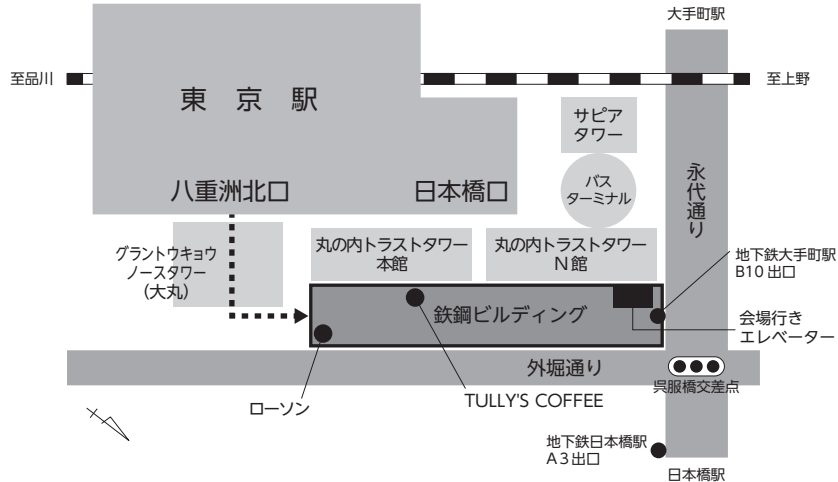 大手町駅
至品川
至上野
東京駅
サピア
タワー
八重洲北口
日本橋口
バス
ターミナル
永代通り
グラントウキョウ
ノースタワー
(大丸)
丸の内トラストタワー
本館
丸の内トラストタワー
N館
地下鉄大手町駅
B10 出口
鉄鋼ビルディング
会場行き
エレベーター
外堀通り
呉服橋交差点
ローソン
TULLY'S COFFEE
地下鉄日本橋駅
A3出口
日本橋駅